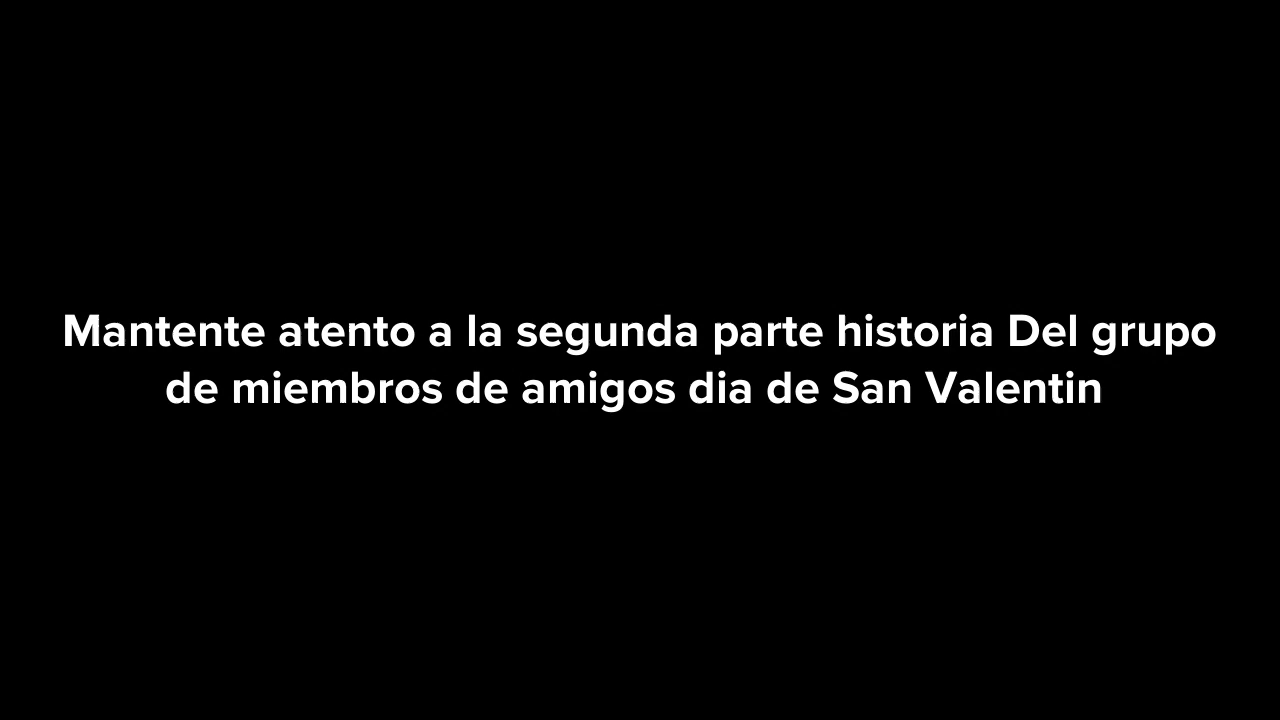 Mantente atento a la segunda parte historia Del grupo
de miembros de amigos dia de San Valentin